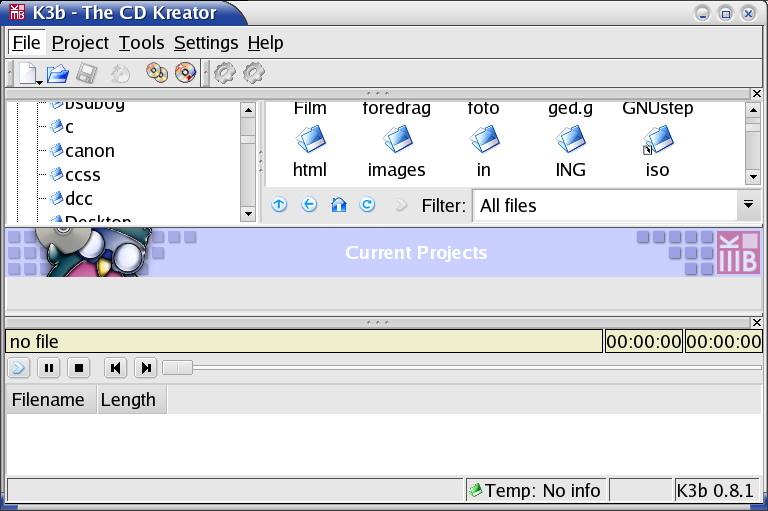 K3b - The CD Kreator
File Project Tools Settings Help
bsdboy
c
canon
ccss
dcc
Desktop
Film foredrag foto ged.g GNUstep
html images in ING iso
Filter: All files
Current Projects
K3B
no file 00:00:00 00:00:00
Filename Length
Temp: No info K3b 0.8.1